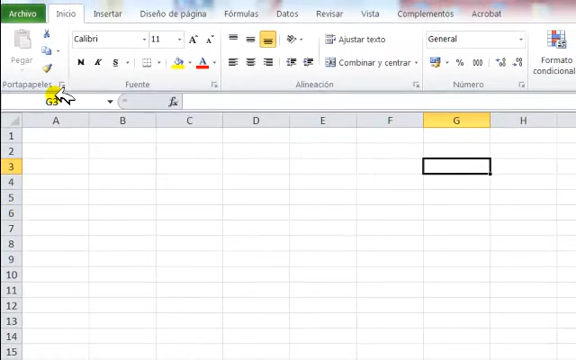 Archivo Inicio Insertar Diseño de página Fórmulas Datos Revisar Vista Complementos Acrobat
Pegar
Calibri 11
Ajustar texto
General
N K S
A
Combinar y centrar
% 000
Formato
condicional
Portapapeles Fuente Alineación Número
G3 fx
A B C D E F G H
1
2
3
4
5
6
7
8
9
10
11
12
13
14
15